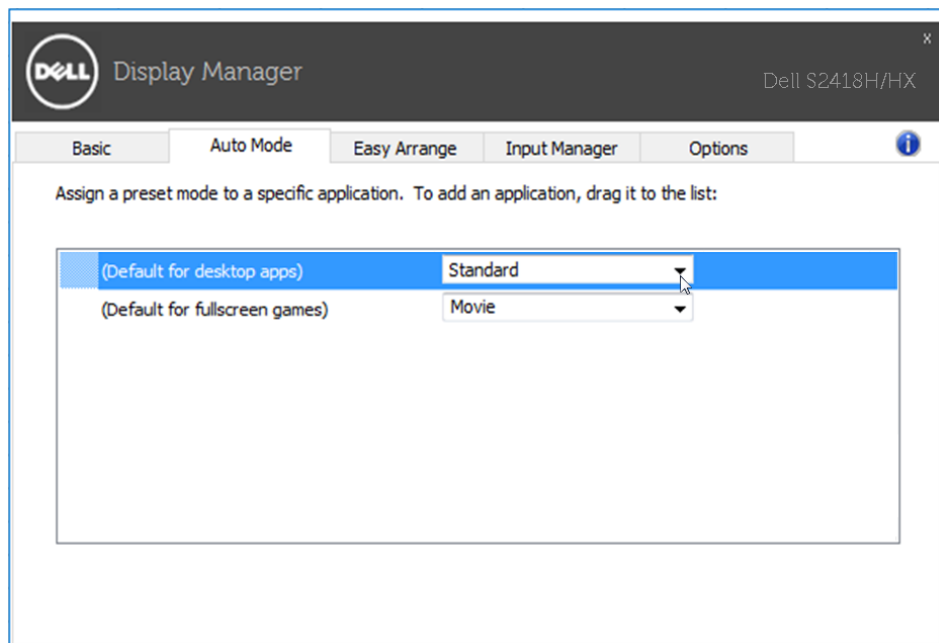 x
DELL Display Manager
Dell S2418H/HX
Basic Auto Mode Easy Arrange Input Manager Options i
Assign a preset mode to a specific application. To add an application, drag it to the list:
(Default for desktop apps) Standard
(Default for fullscreen games) Movie